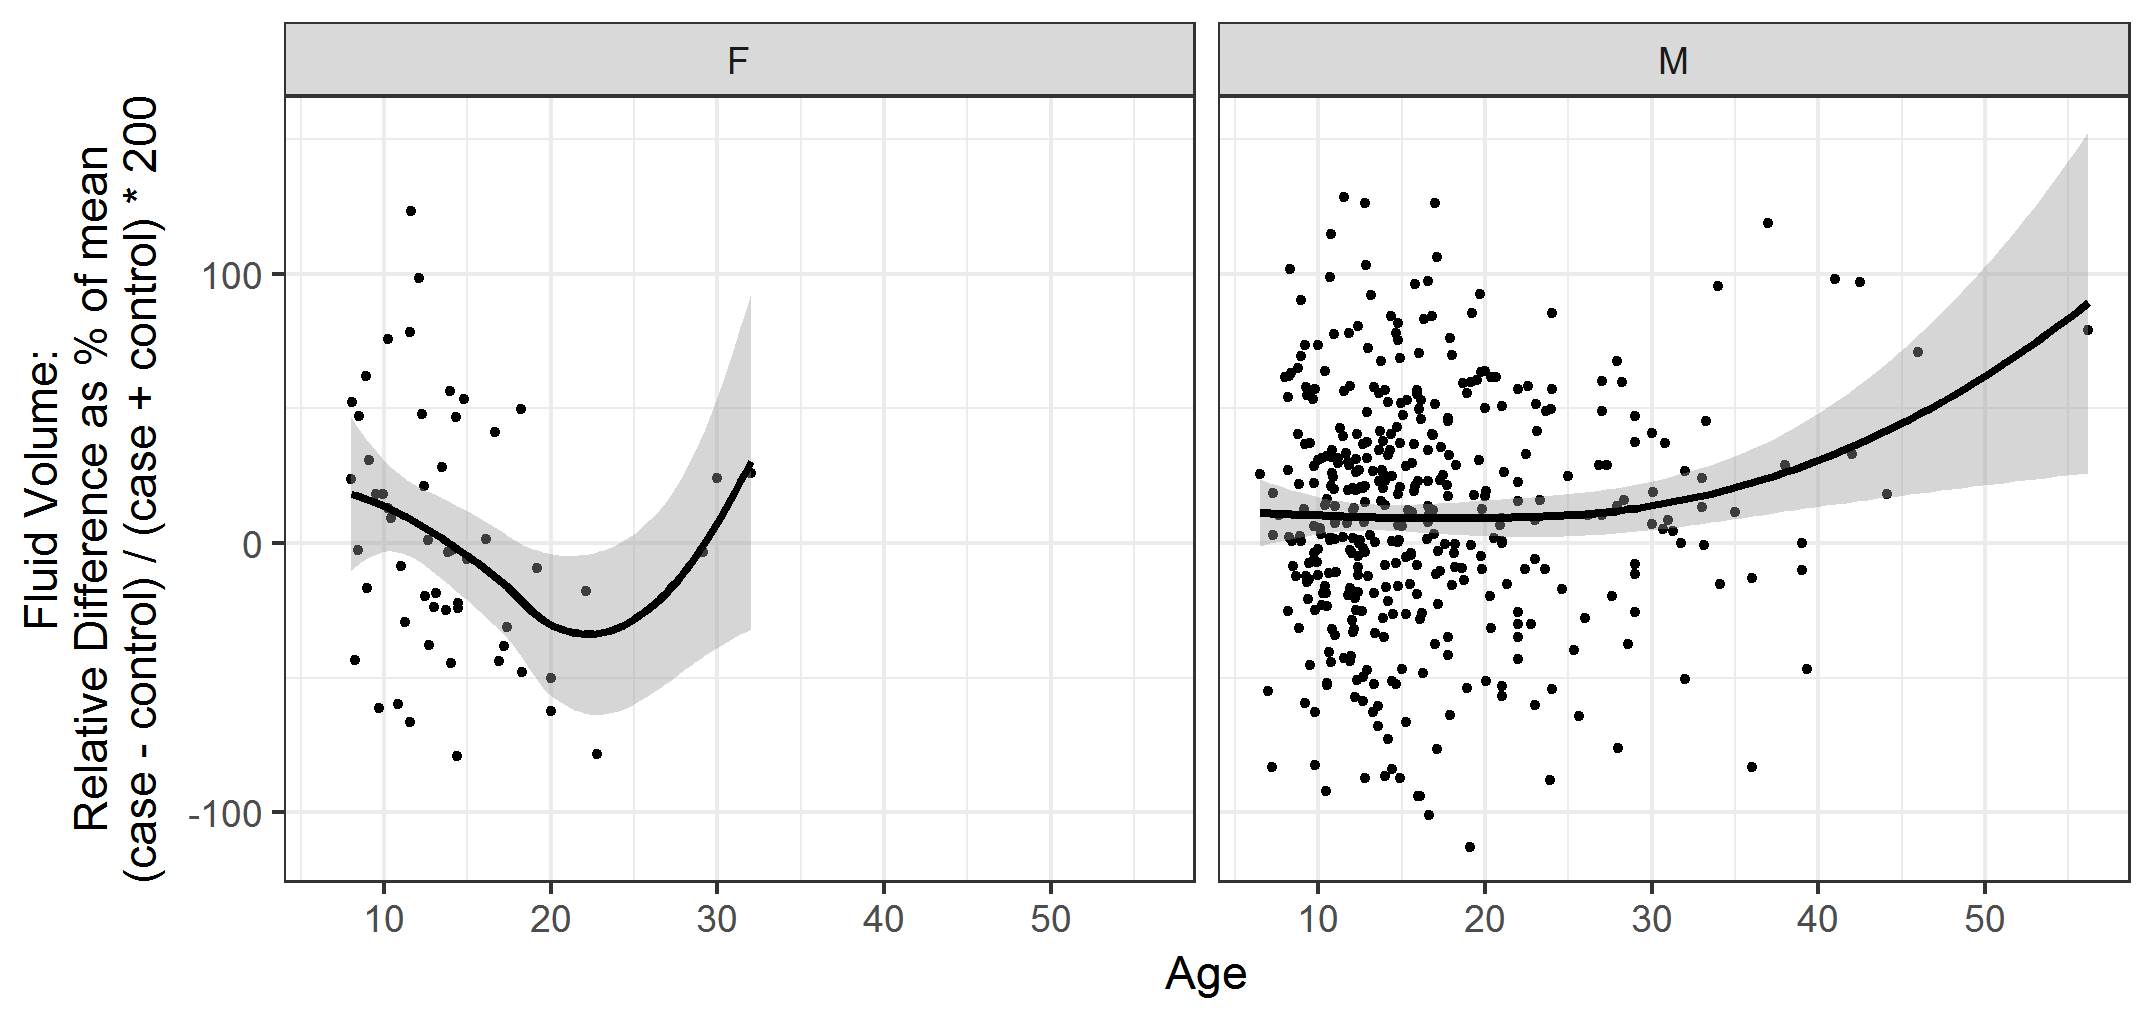 F
M
Fluid Volume:
Relative Difference as % of mean
(case - control) / (case + control) * 200
100
0
-100
10 20 30 40 50
10 20 30 40 50
Age